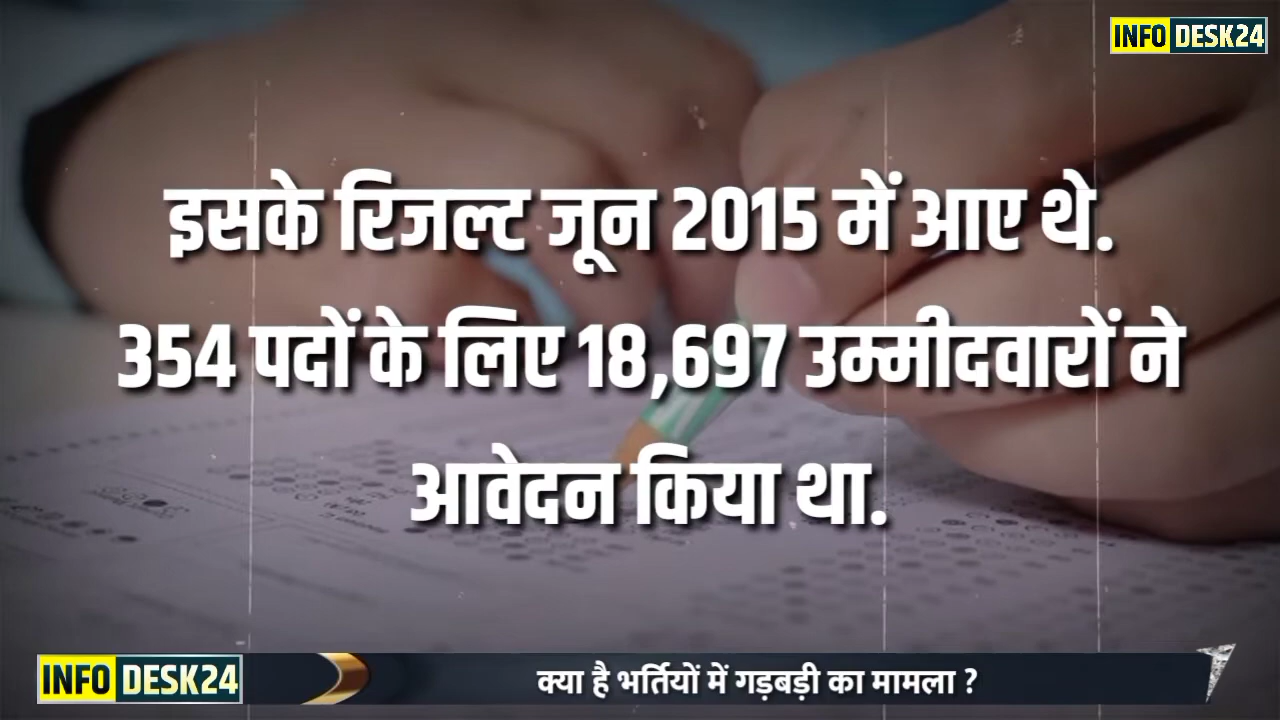 INFO DESK24
इसके रिजल्ट जून 2015 में आए थे.
354 पदों के लिए 18,697 उम्मीदवारों ने
आवेदन किया था.
INFO DESK24
क्या है भर्तियों में गड़बड़ी का मामला ?